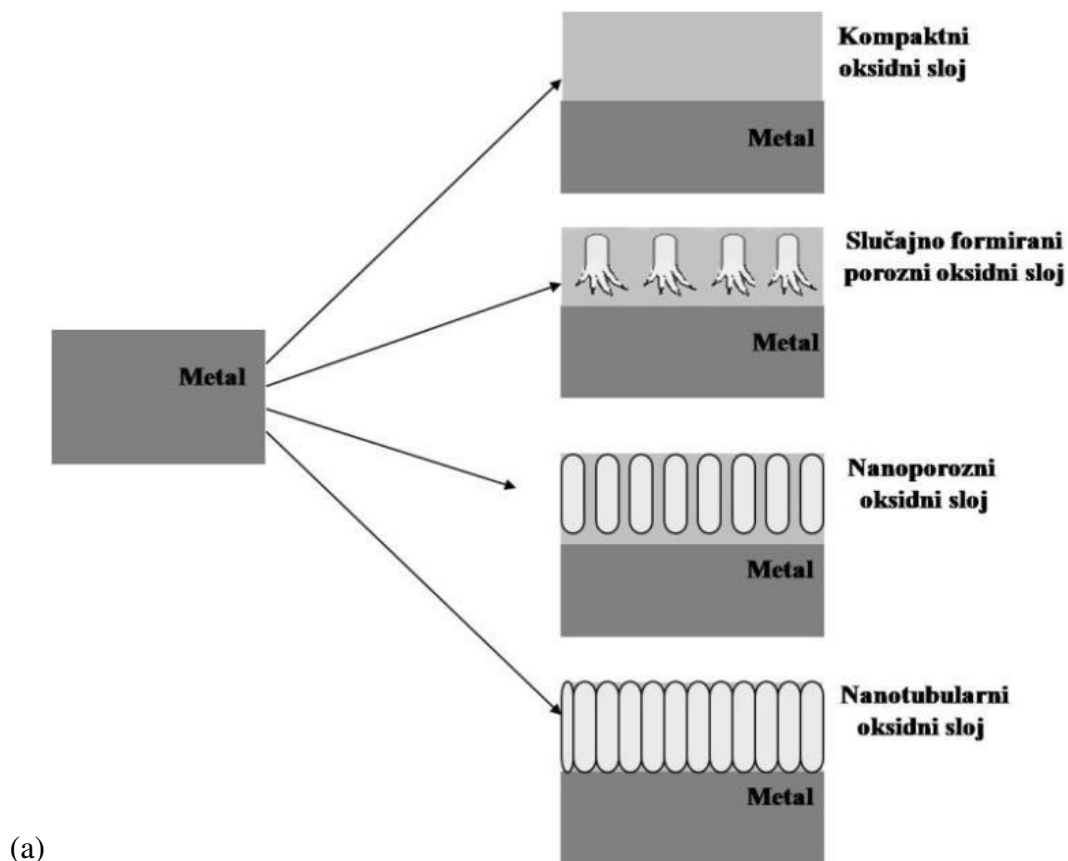 Kompaktni
oksidni sloj
Metal
Slučajno formirani
porozni oksidni sloj
Metal
Metal
Nanoporozni
oksidni sloj
Metal
Nanotubularni
oksidni sloj
Metal
(a)